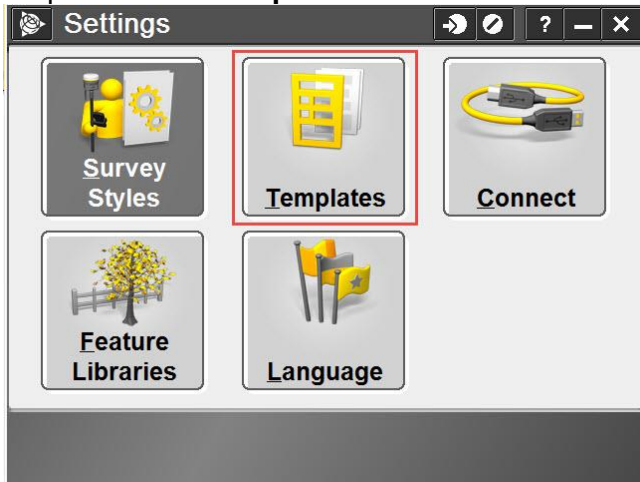 Settings
?
Survey
Styles
Templates
Connect
Feature
Libraries
Language